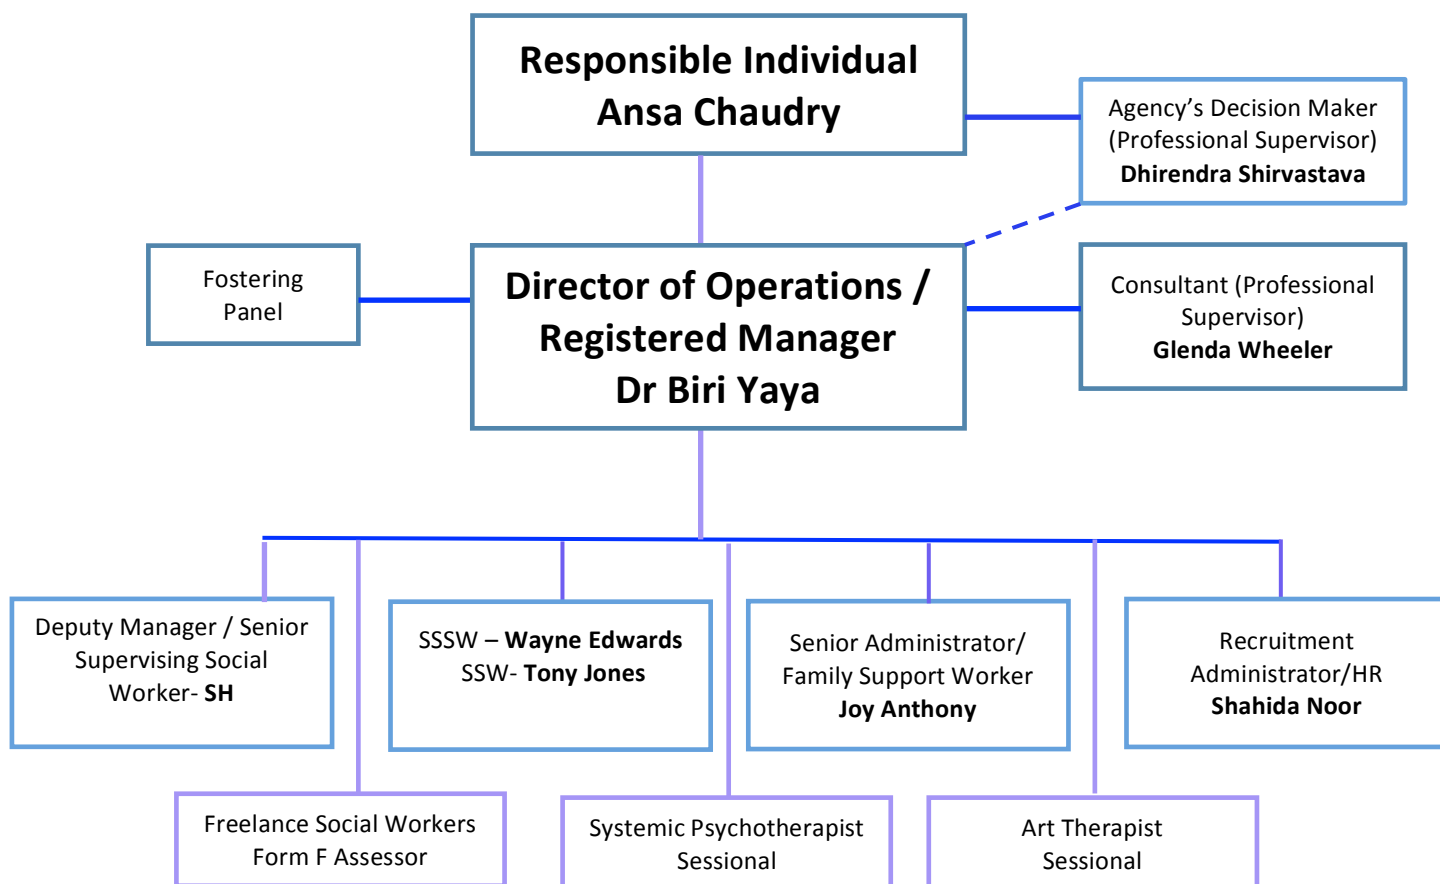 Responsible Individual
Ansa Chaudry
Agency’s Decision Maker
(Professional Supervisor)
Dhirendra Shirvastava
Fostering
Panel
Director of Operations /
Registered Manager
Dr Biri Yaya
Consultant (Professional
Supervisor)
Glenda Wheeler
Deputy Manager / Senior
Supervising Social
Worker- SH
SSSW – Wayne Edwards
SSW- Tony Jones
Senior Administrator/
Family Support Worker
Joy Anthony
Recruitment
Administrator/HR
Shahida Noor
Freelance Social Workers
Form F Assessor
Systemic Psychotherapist
Sessional
Art Therapist
Sessional